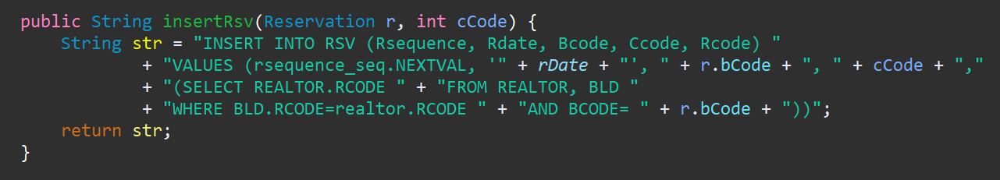 public String insertRsv(Reservation r, int cCode) {
    String str = "INSERT INTO RSV (Rsequence, Rdate, Bcode, Ccode, Rcode) "
            + "VALUES (rsequence_seq.NEXTVAL, '" + rDate + "', " + r.bCode + ", " + cCode + ","
            + "(SELECT REALTOR.RCODE " + "FROM REALTOR, BLD "
            + "WHERE BLD.RCODE=realtor.RCODE " + "AND BCODE= " + r.bCode + "))";
    return str;
}